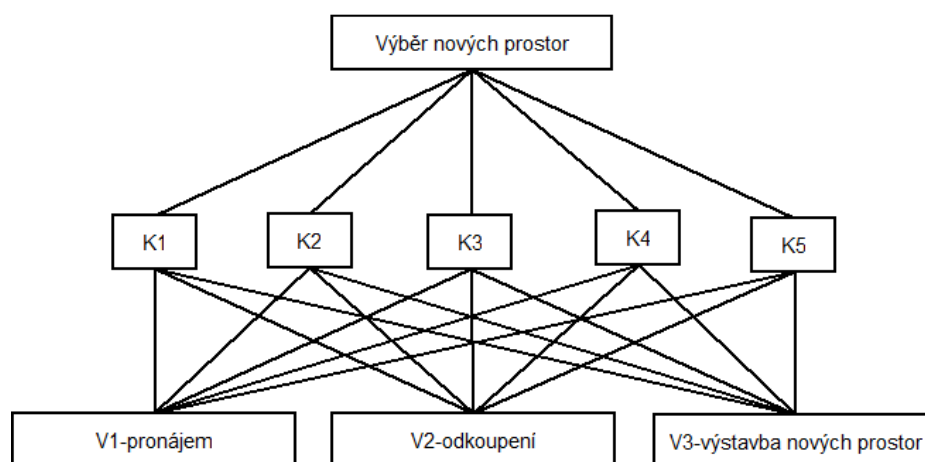 Výběr nových prostor
K1
K2
K3
K4
K5
V1-pronájem
V2-odkoupení
V3-výstavba nových prostor